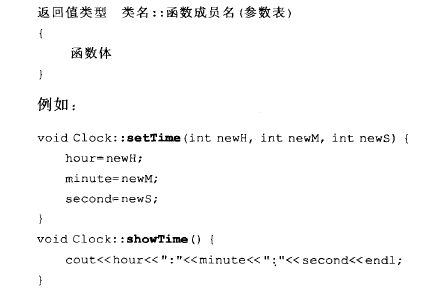 返回值类型 类名::函数成员名(参数表)
{
函数体
}
例如：
void Clock::setTime(int newH, int newM, int newS) {
hour=newH;
minute=newM;
second=newS;
}
void Clock::showTime() {
cout<<hour<<":"<<minute<<":"<<second<<endl;
}